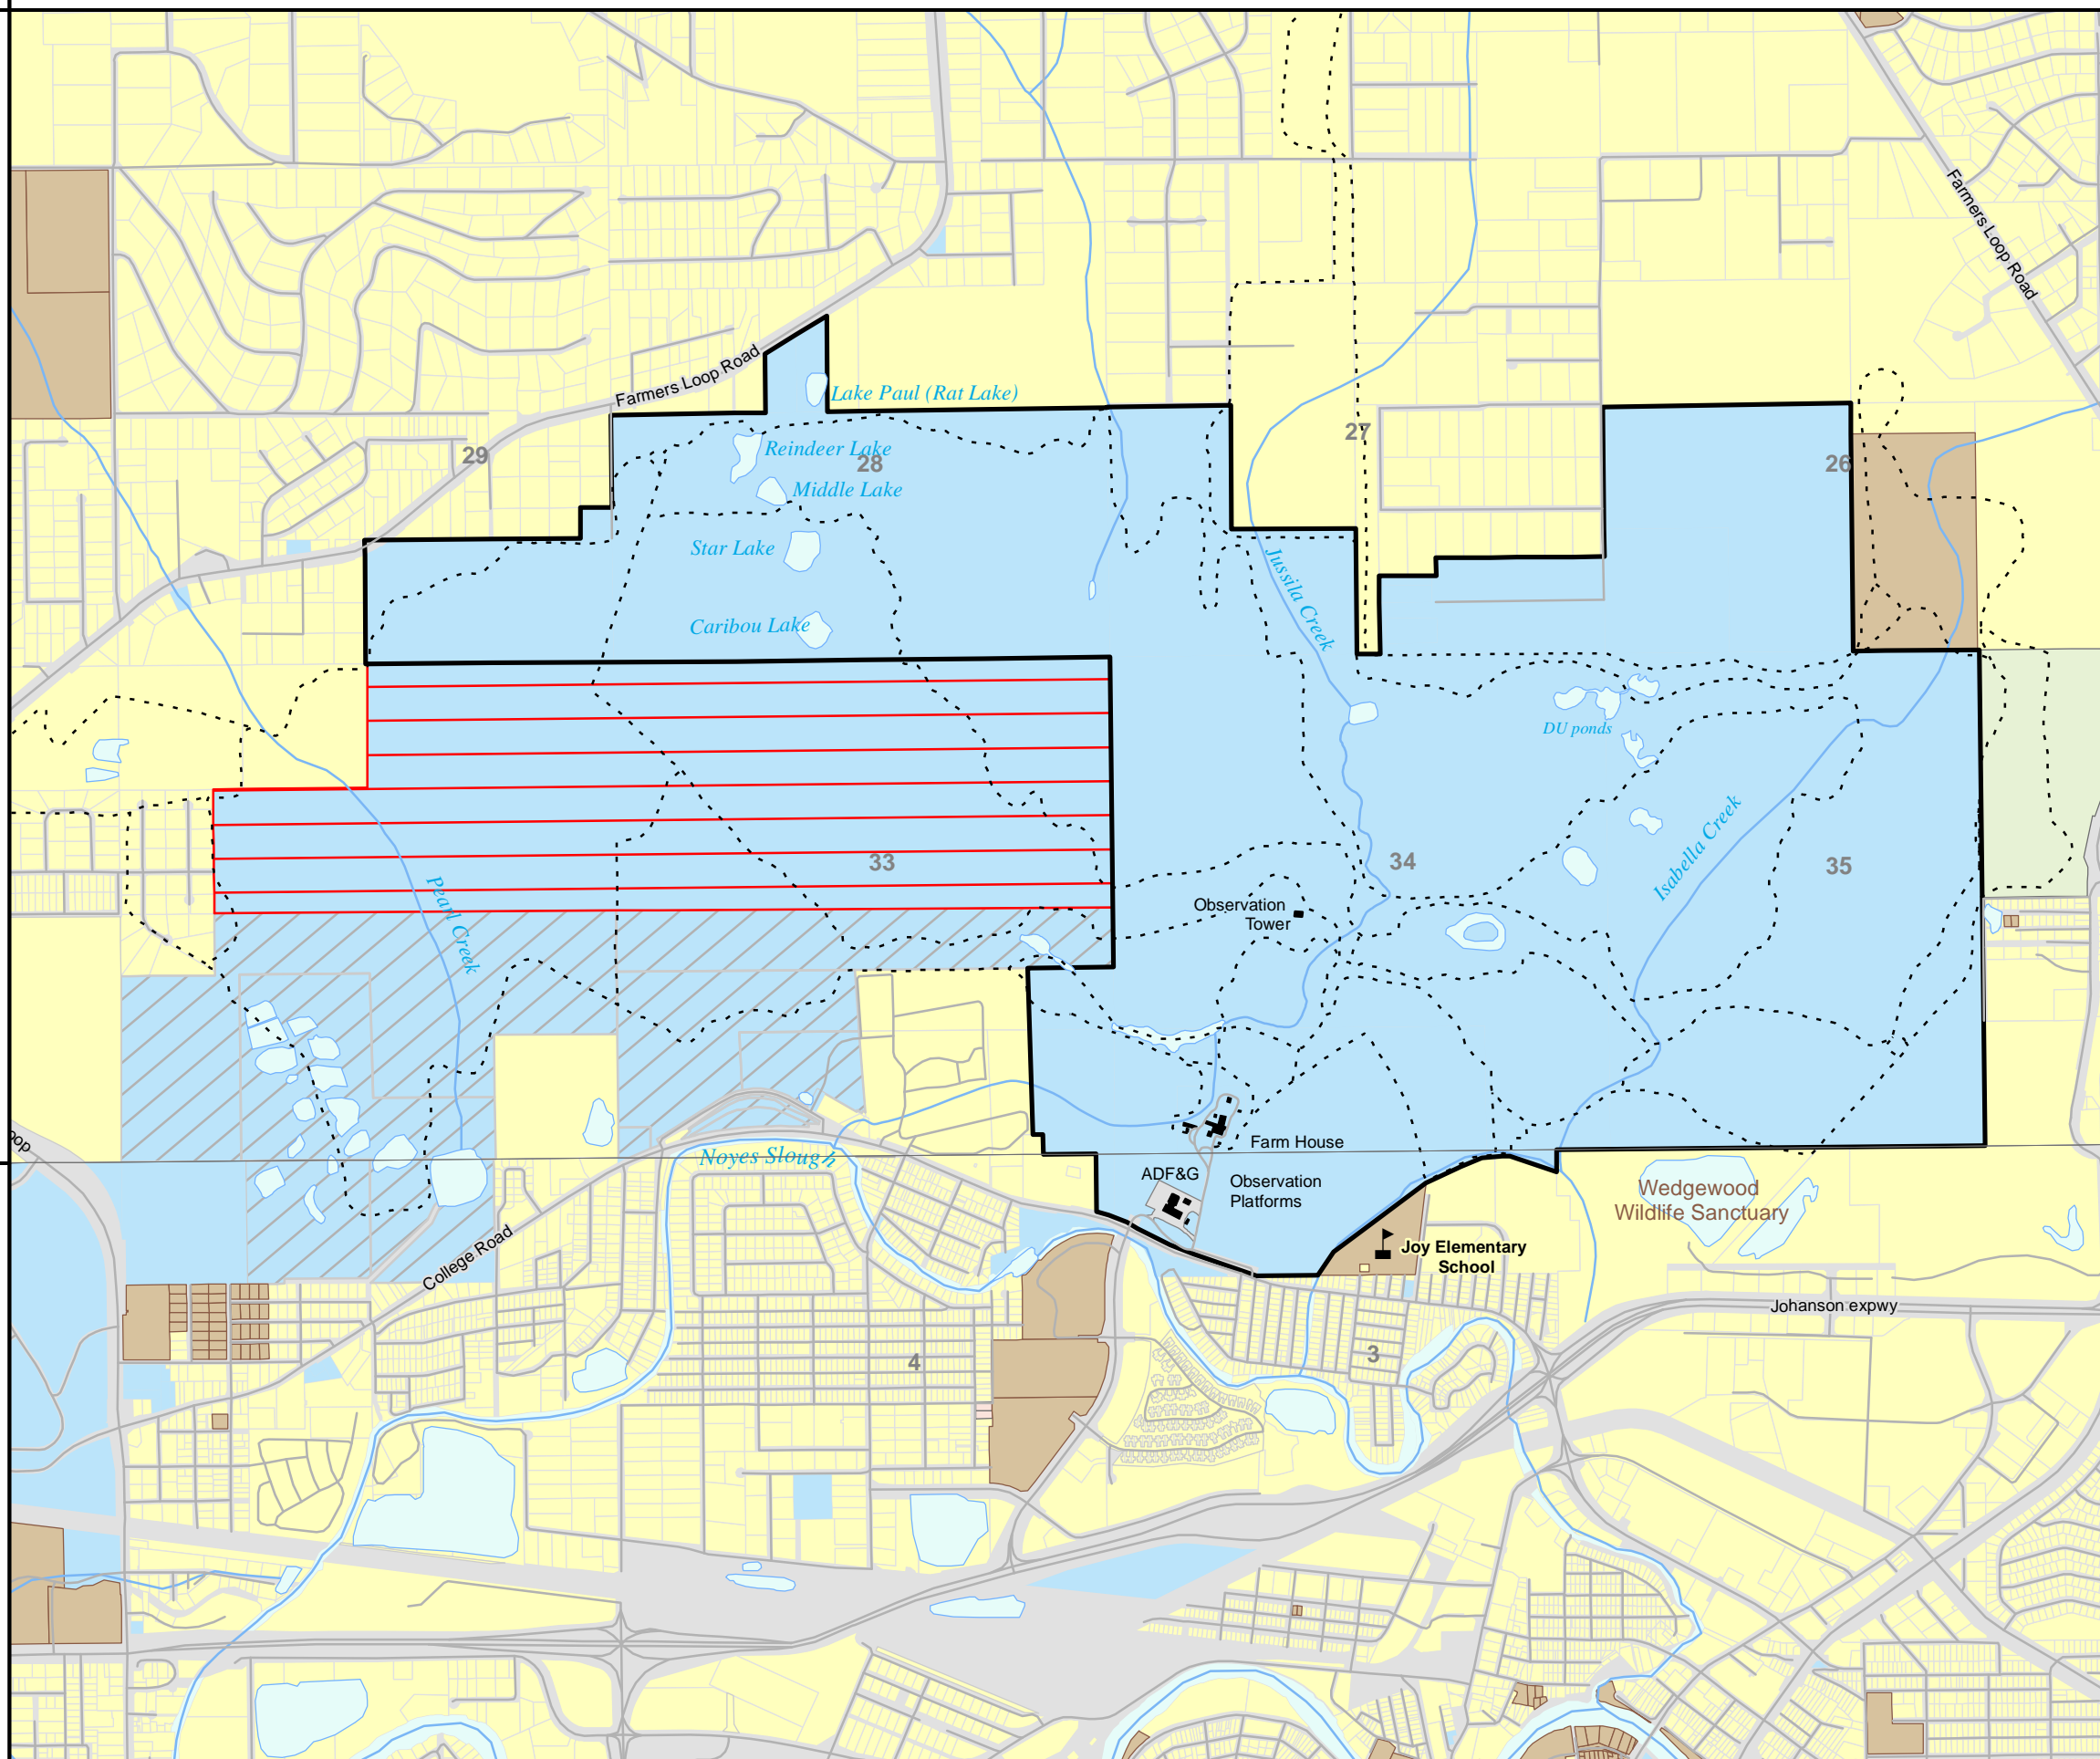 Farmers Loop Road
Farmers Loop Road
Lake Paul (Rat Lake)
27
29
Reindeer Lake
28
26
Middle Lake
Star Lake
Jussila Creek
Caribou Lake
DU ponds
Isabella Creek
33
34
35
Pearl Creek
Observation
Tower
oop
Farm House
Noyes Slough
ADF&G
Observation
Platforms
Wedgewood
Wildlife Sanctuary
College Road
Joy Elementary
School
Johanson expwy
4
3